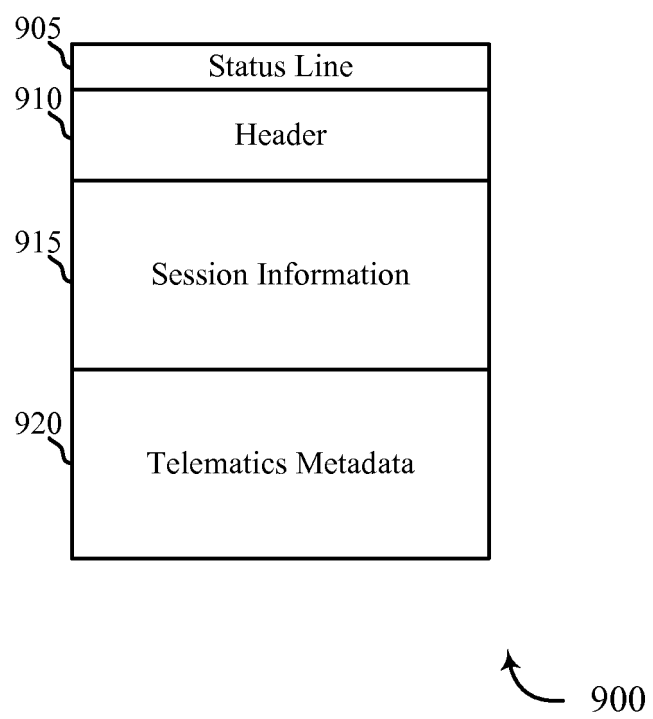 905
Status Line
910
Header
915
Session Information
920
Telematics Metadata
900